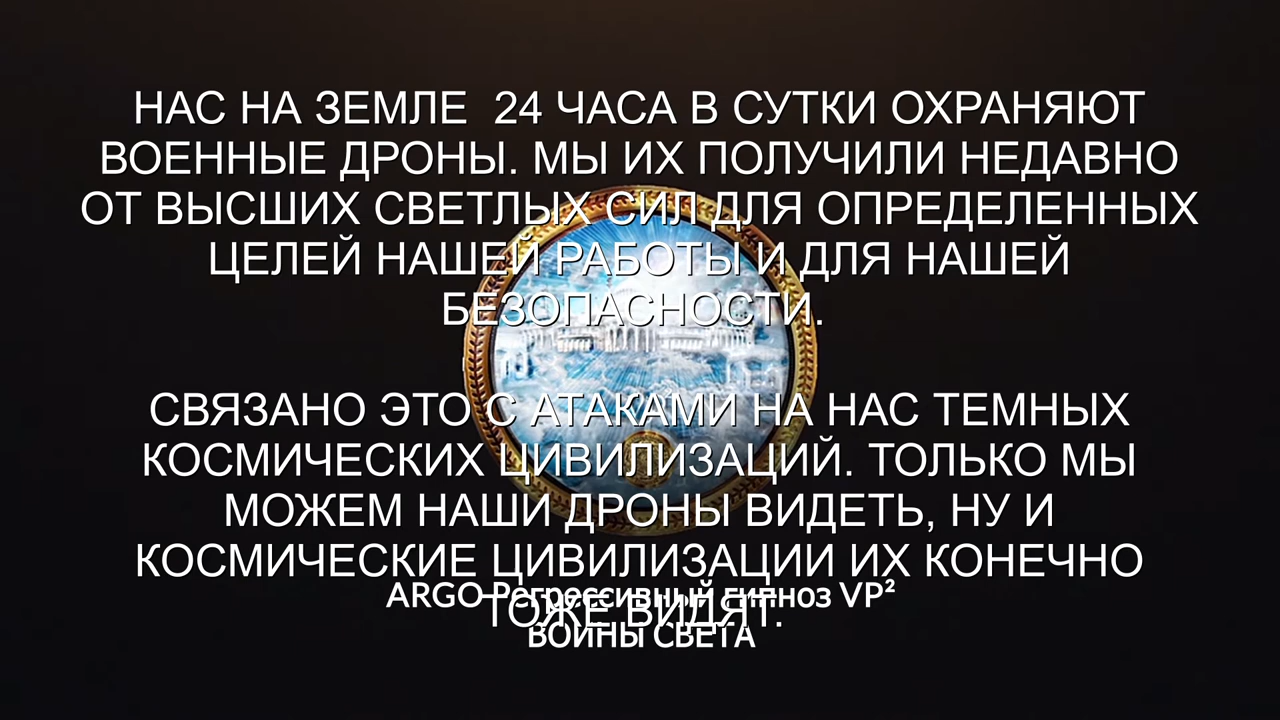 НАС НА ЗЕМЛЕ  24 ЧАСА В СУТКИ ОХРАНЯЮТ
ВОЕННЫЕ ДРОНЫ. МЫ ИХ ПОЛУЧИЛИ НЕДАВНО
ОТ ВЫСШИХ СВЕТЛЫХ СИЛ ДЛЯ ОПРЕДЕЛЕННЫХ
ЦЕЛЕЙ НАШЕЙ РАБОТЫ И ДЛЯ НАШЕЙ
БЕЗОПАСНОСТИ.
СВЯЗАНО ЭТО С АТАКАМИ НА НАС ТЕМНЫХ
КОСМИЧЕСКИХ ЦИВИЛИЗАЦИЙ. ТОЛЬКО МЫ
МОЖЕМ НАШИ ДРОНЫ ВИДЕТЬ, НУ И
КОСМИЧЕСКИЕ ЦИВИЛИЗАЦИИ ИХ КОНЕЧНО
ТОЖЕ ВИДЯТ.
ARGO Регрессивный гипноз VP²
ВОИНЫ СВЕТА